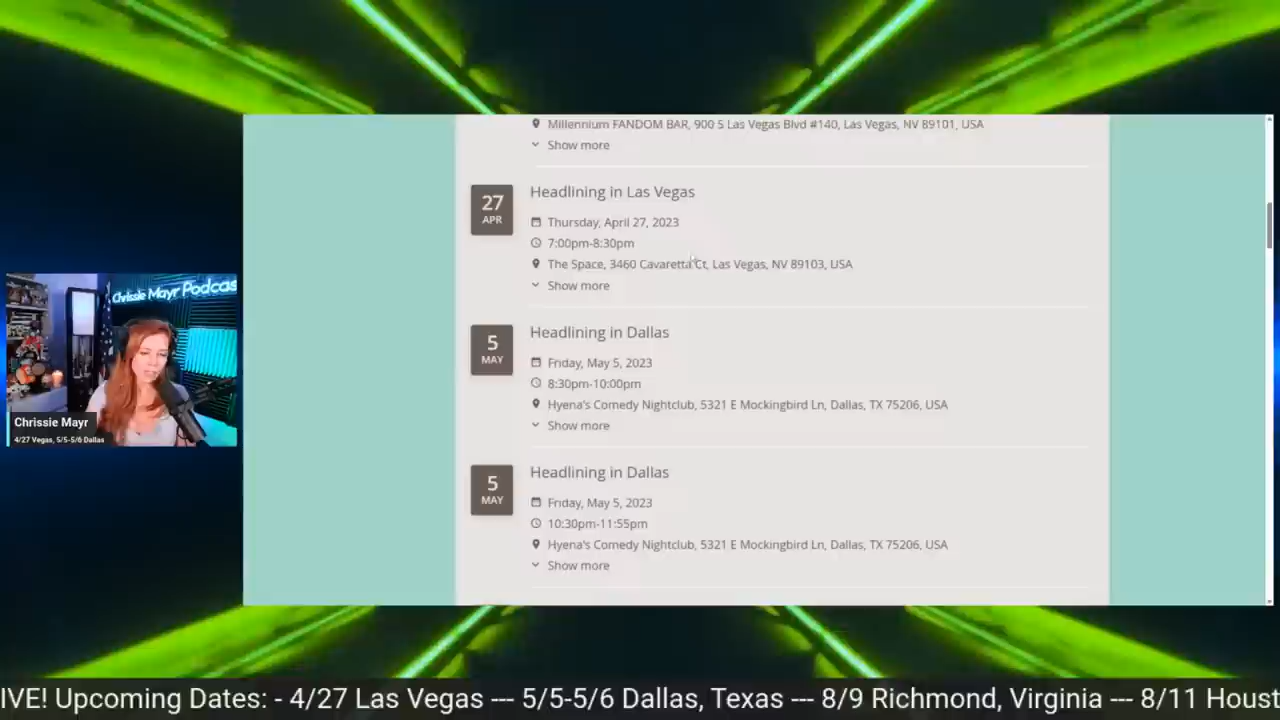 Millennium FANDOM BAR, 900 S Las Vegas Blvd #140, Las Vegas, NV 89101, USA
Show more
27
APR
Headlining in Las Vegas
Thursday, April 27, 2023
7:00pm-8:30pm
The Space, 3460 Cavaretta Ct, Las Vegas, NV 89103, USA
Show more
5
MAY
Headlining in Dallas
Friday, May 5, 2023
8:30pm-10:00pm
Hyena's Comedy Nightclub, 5321 E Mockingbird Ln, Dallas, TX 75206, USA
Show more
5
MAY
Headlining in Dallas
Friday, May 5, 2023
10:30pm-11:55pm
Hyena's Comedy Nightclub, 5321 E Mockingbird Ln, Dallas, TX 75206, USA
Show more
Chrissie Mayr Podcas
Chrissie Mayr
4/27 Vegas, 5/5-5/6 Dallas
IVE! Upcoming Dates: - 4/27 Las Vegas --- 5/5-5/6 Dallas, Texas --- 8/9 Richmond, Virginia --- 8/11 Houst